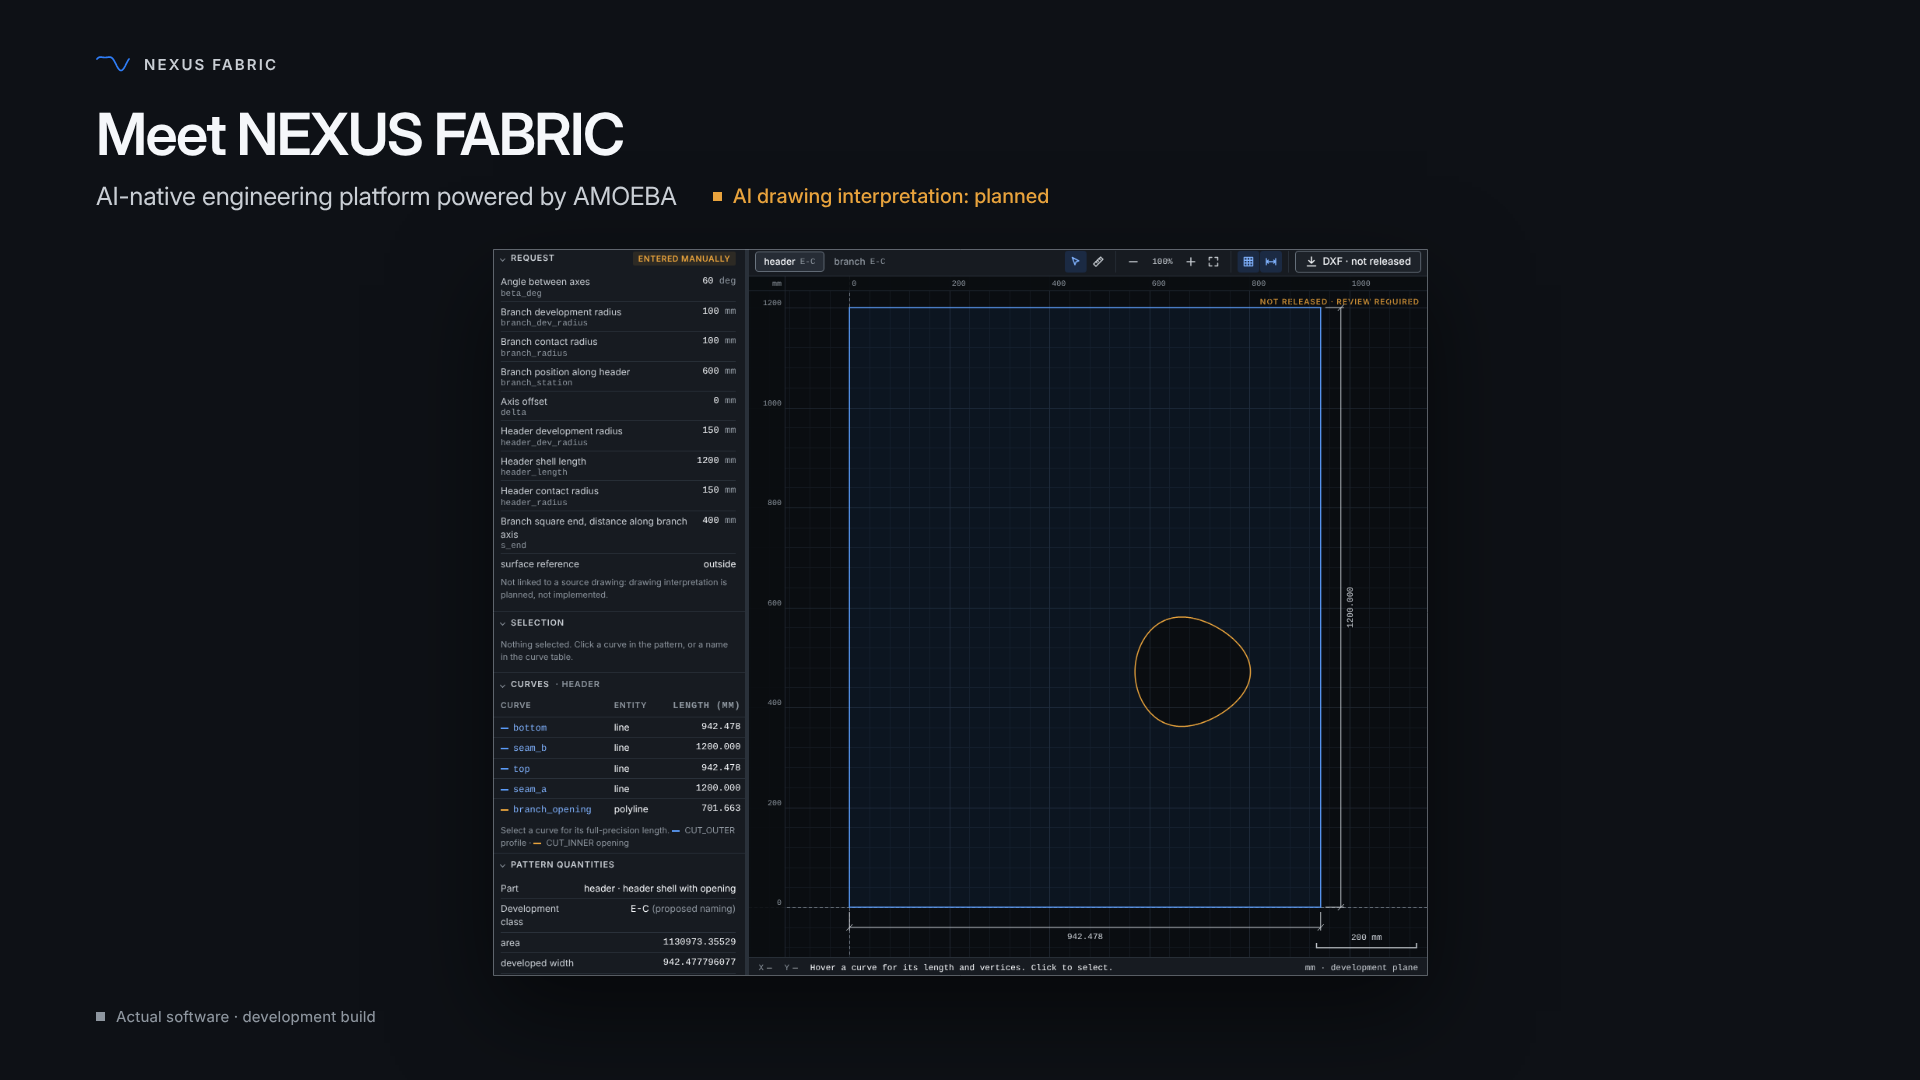 NEXUS FABRIC
Meet NEXUS FABRIC
AI-native engineering platform powered by AMOEBA
AI drawing interpretation: planned
REQUEST
ENTERED MANUALLY
Angle between axes
60 deg
beta_deg
Branch development radius
100 mm
branch_dev_radius
Branch contact radius
100 mm
branch_radius
Branch position along header
600 mm
branch_station
Axis offset
0 mm
delta
Header development radius
150 mm
header_dev_radius
Header shell length
1200 mm
header_length
Header contact radius
150 mm
header_radius
Branch square end, distance along branch
400 mm
axis
s_end
surface reference
outside
Not linked to a source drawing: drawing interpretation is
planned, not implemented.
SELECTION
Nothing selected. Click a curve in the pattern, or a name
in the curve table.
CURVES · HEADER
CURVE ENTITY LENGTH (MM)
bottom line 942.478
seam_b line 1200.000
top line 942.478
seam_a line 1200.000
branch_opening polyline 701.663
Select a curve for its full-precision length. — CUT_OUTER
profile · — CUT_INNER opening
PATTERN QUANTITIES
Part header · header shell with opening
Development E-C (proposed naming)
class
area 1130973.35529
developed width 942.477796077
header E-C
branch E-C
100%
DXF · not released
mm
0 200 400 600 800 1000
NOT RELEASED · REVIEW REQUIRED
1200
1000
800
600
400
200
0
1200.000
942.478
200 mm
X — Y — Hover a curve for its length and vertices. Click to select.
mm · development plane
Actual software · development build